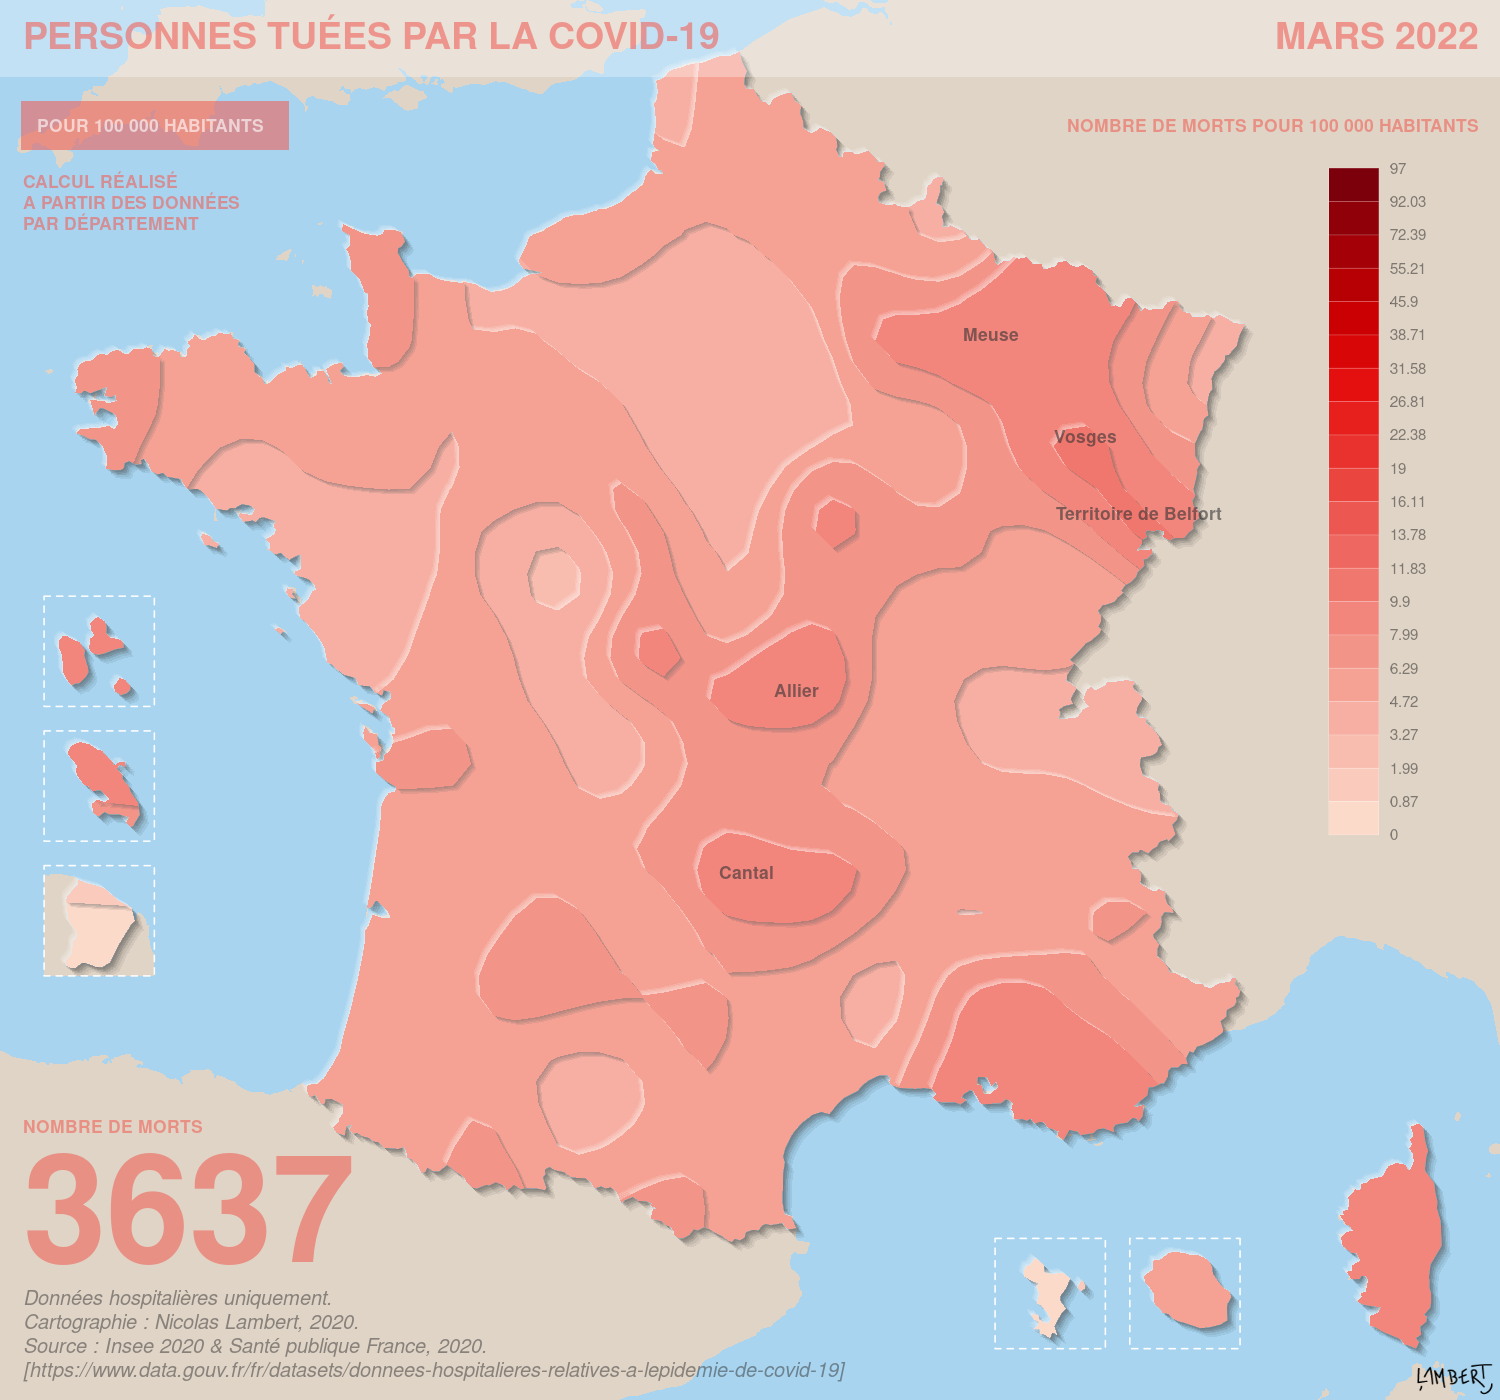 PERSONNES TUÉES PAR LA COVID-19
MARS 2022
POUR 100 000 HABITANTS
CALCUL RÉALISÉ
A PARTIR DES DONNÉES
PAR DÉPARTEMENT
NOMBRE DE MORTS POUR 100 000 HABITANTS
97
92.03
72.39
55.21
45.9
38.71
31.58
26.81
22.38
19
16.11
13.78
11.83
9.9
7.99
6.29
4.72
3.27
1.99
0.87
0
Meuse
Vosges
Territoire de Belfort
Allier
Cantal
NOMBRE DE MORTS
3637
Données hospitalières uniquement.
Cartographie : Nicolas Lambert, 2020.
Source : Insee 2020 & Santé publique France, 2020.
[https://www.data.gouv.fr/fr/datasets/donnees-hospitalieres-relatives-a-lepidemie-de-covid-19]
LAMBERT